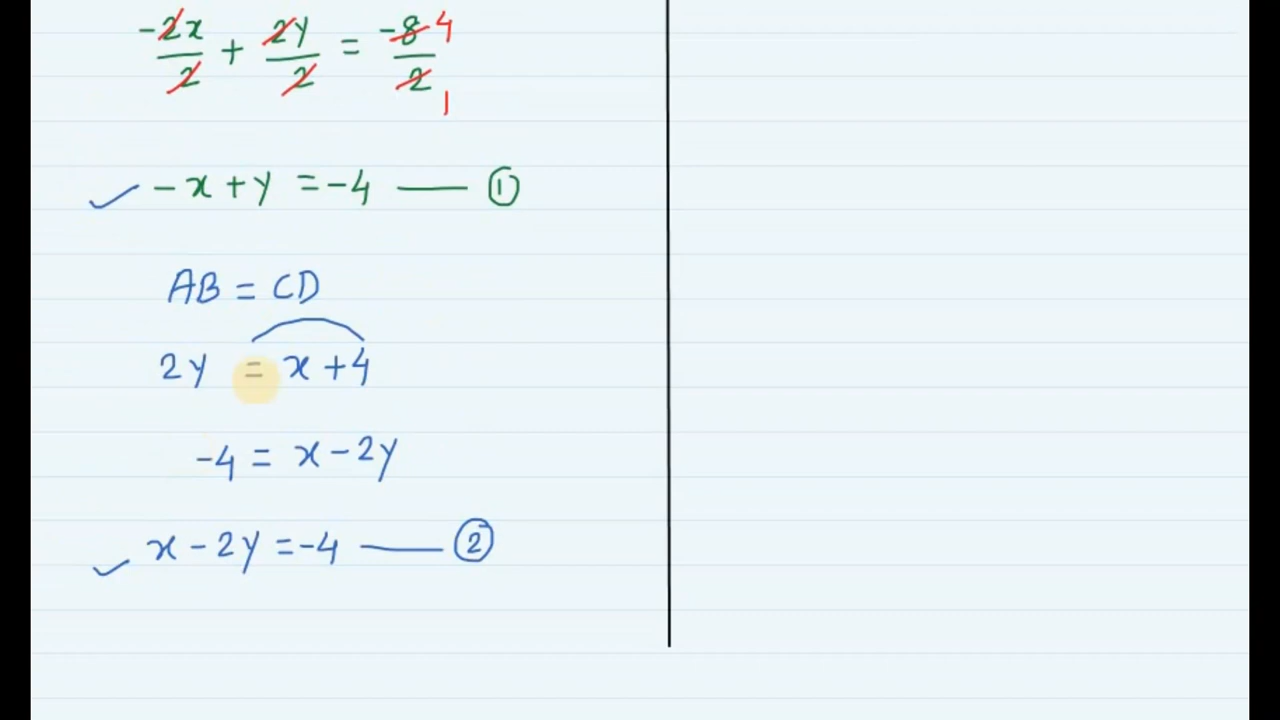 -2x/2 + 2y/2 = -8/2 4 1
-x + y = -4 —— ①
AB = CD
2y = x + 4
-4 = x - 2y
x - 2y = -4 —— ②